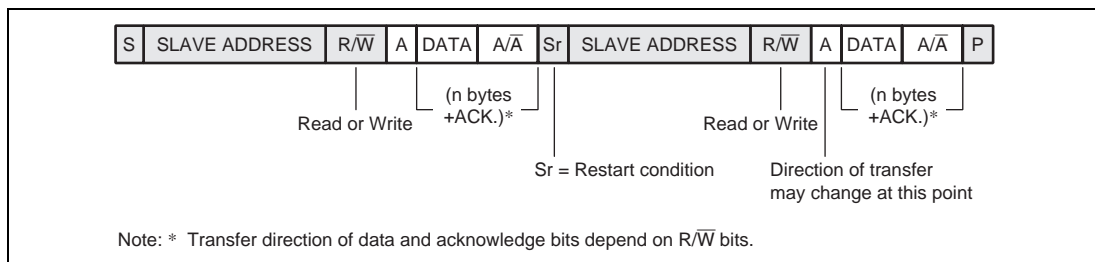 S SLAVE ADDRESS R/W̅ A DATA A/A̅ Sr SLAVE ADDRESS R/W̅ A DATA A/A̅ P
(n bytes +ACK.)*
(n bytes +ACK.)*
Read or Write
Read or Write
Sr = Restart condition
Direction of transfer
may change at this point
Note: * Transfer direction of data and acknowledge bits depend on R/W̅ bits.